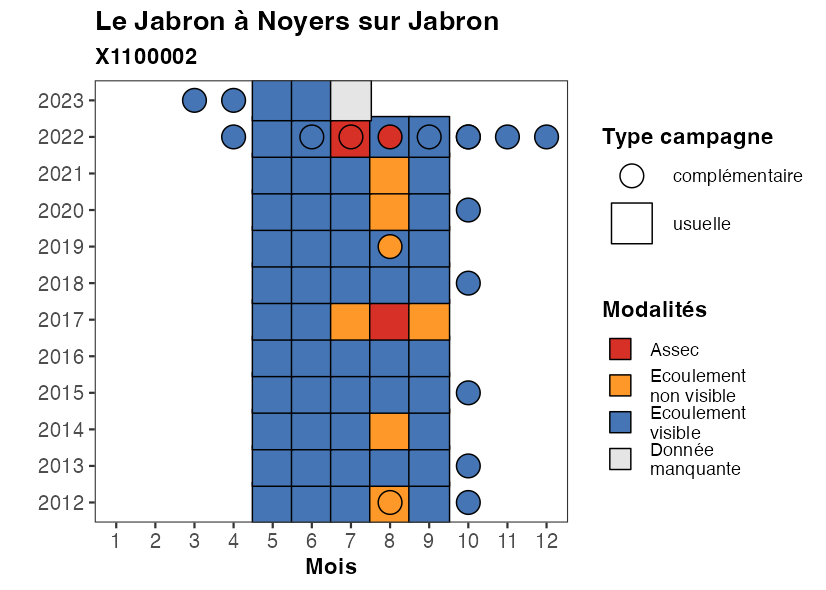 Le Jabron à Noyers sur Jabron
X1100002
2023
2022
2021
2020
2019
2018
2017
2016
2015
2014
2013
2012
1 2 3 4 5 6 7 8 9 10 11 12
Mois
Type campagne
complémentaire
usuelle
Modalités
Assec
Ecoulement
non visible
Ecoulement
visible
Donnée
manquante